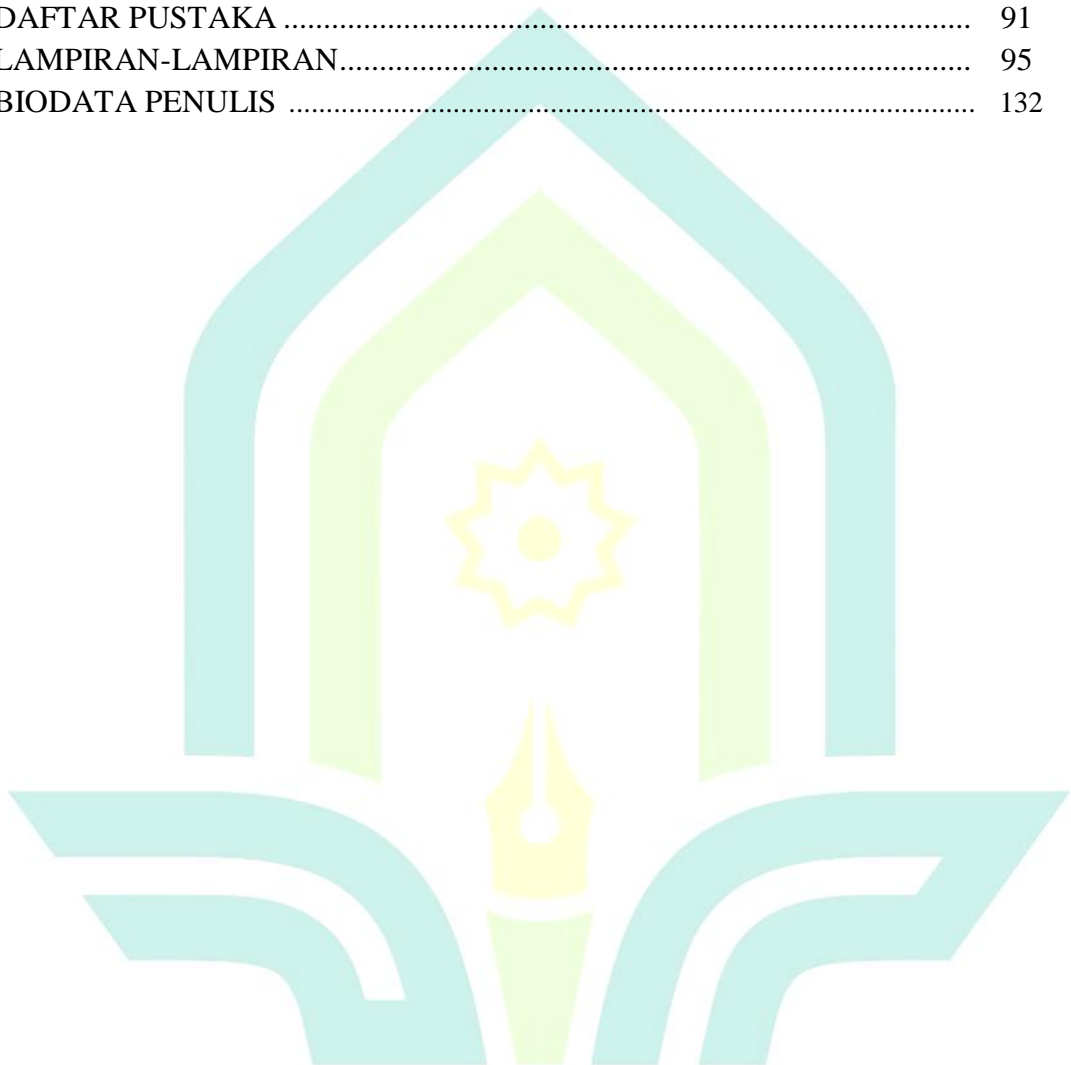 DAFTAR PUSTAKA ........................................................................................... 91
LAMPIRAN-LAMPIRAN................................................................................... 95
BIODATA PENULIS ........................................................................................... 132